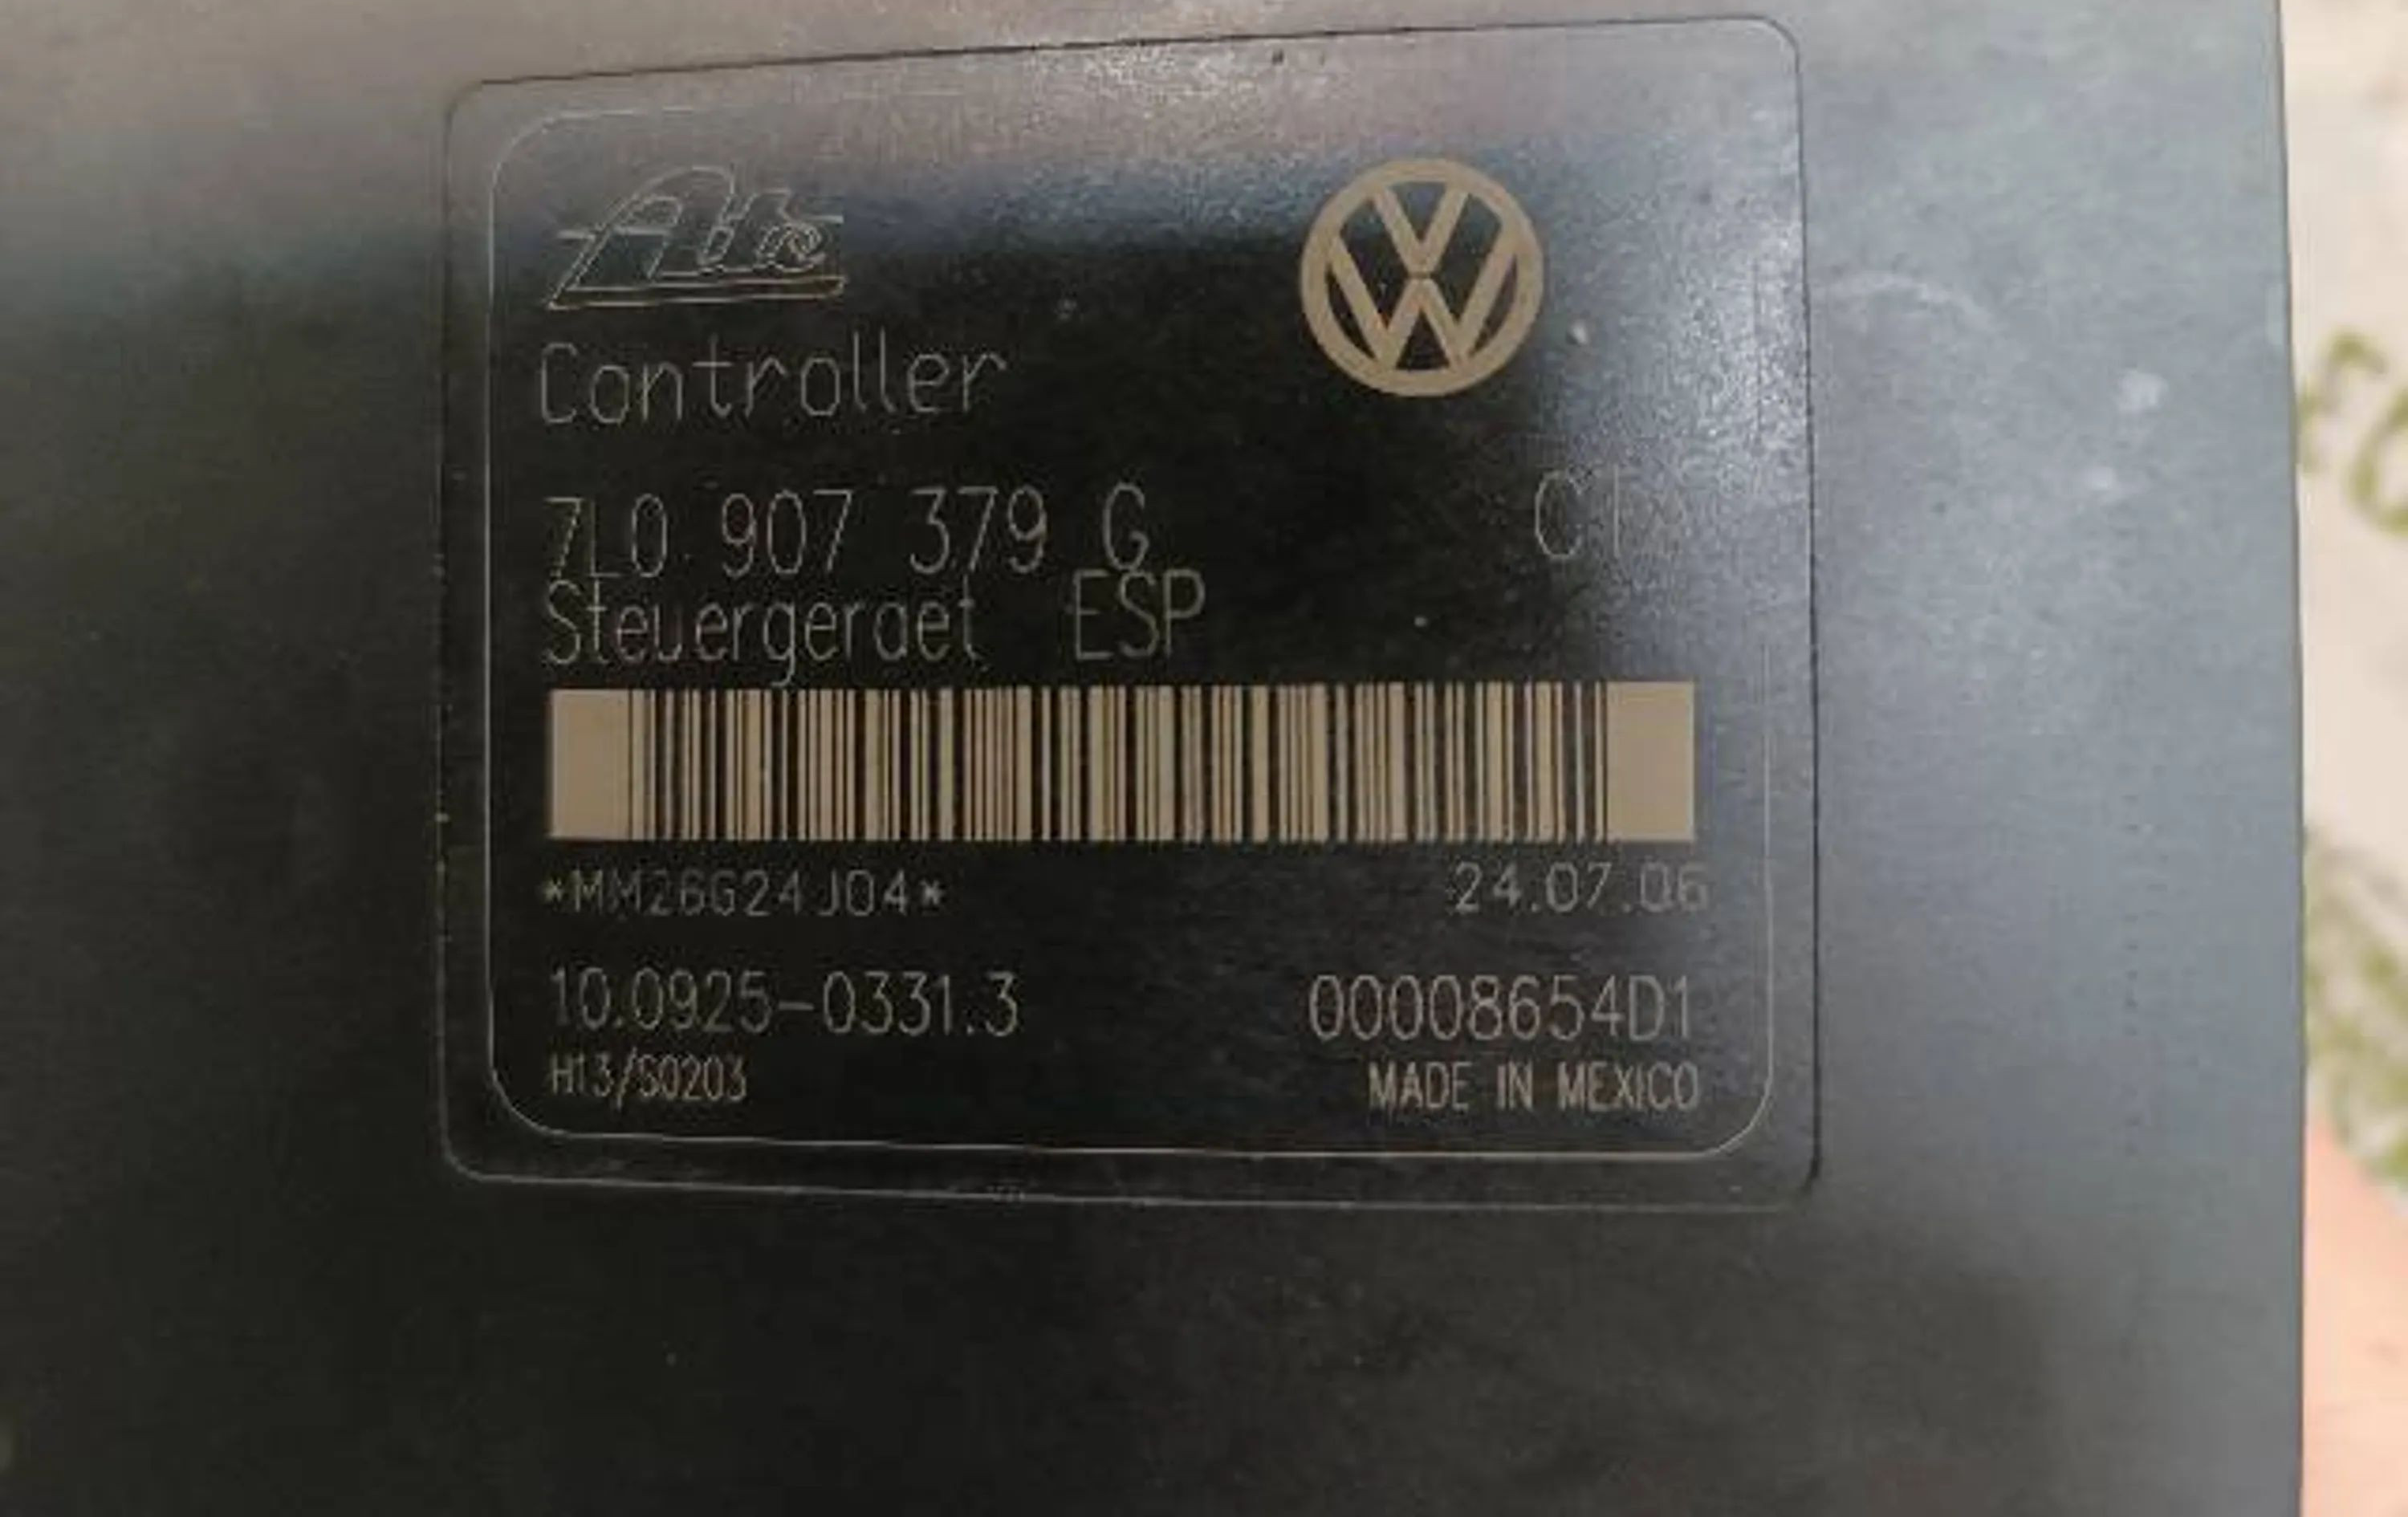 Ate
Controller
7L0 907 379 G
Steuergeraet ESP
*MM26G24J04* 24.07.06
10.0925-0331.3 00008654D1
H13/S0203 MADE IN MEXICO